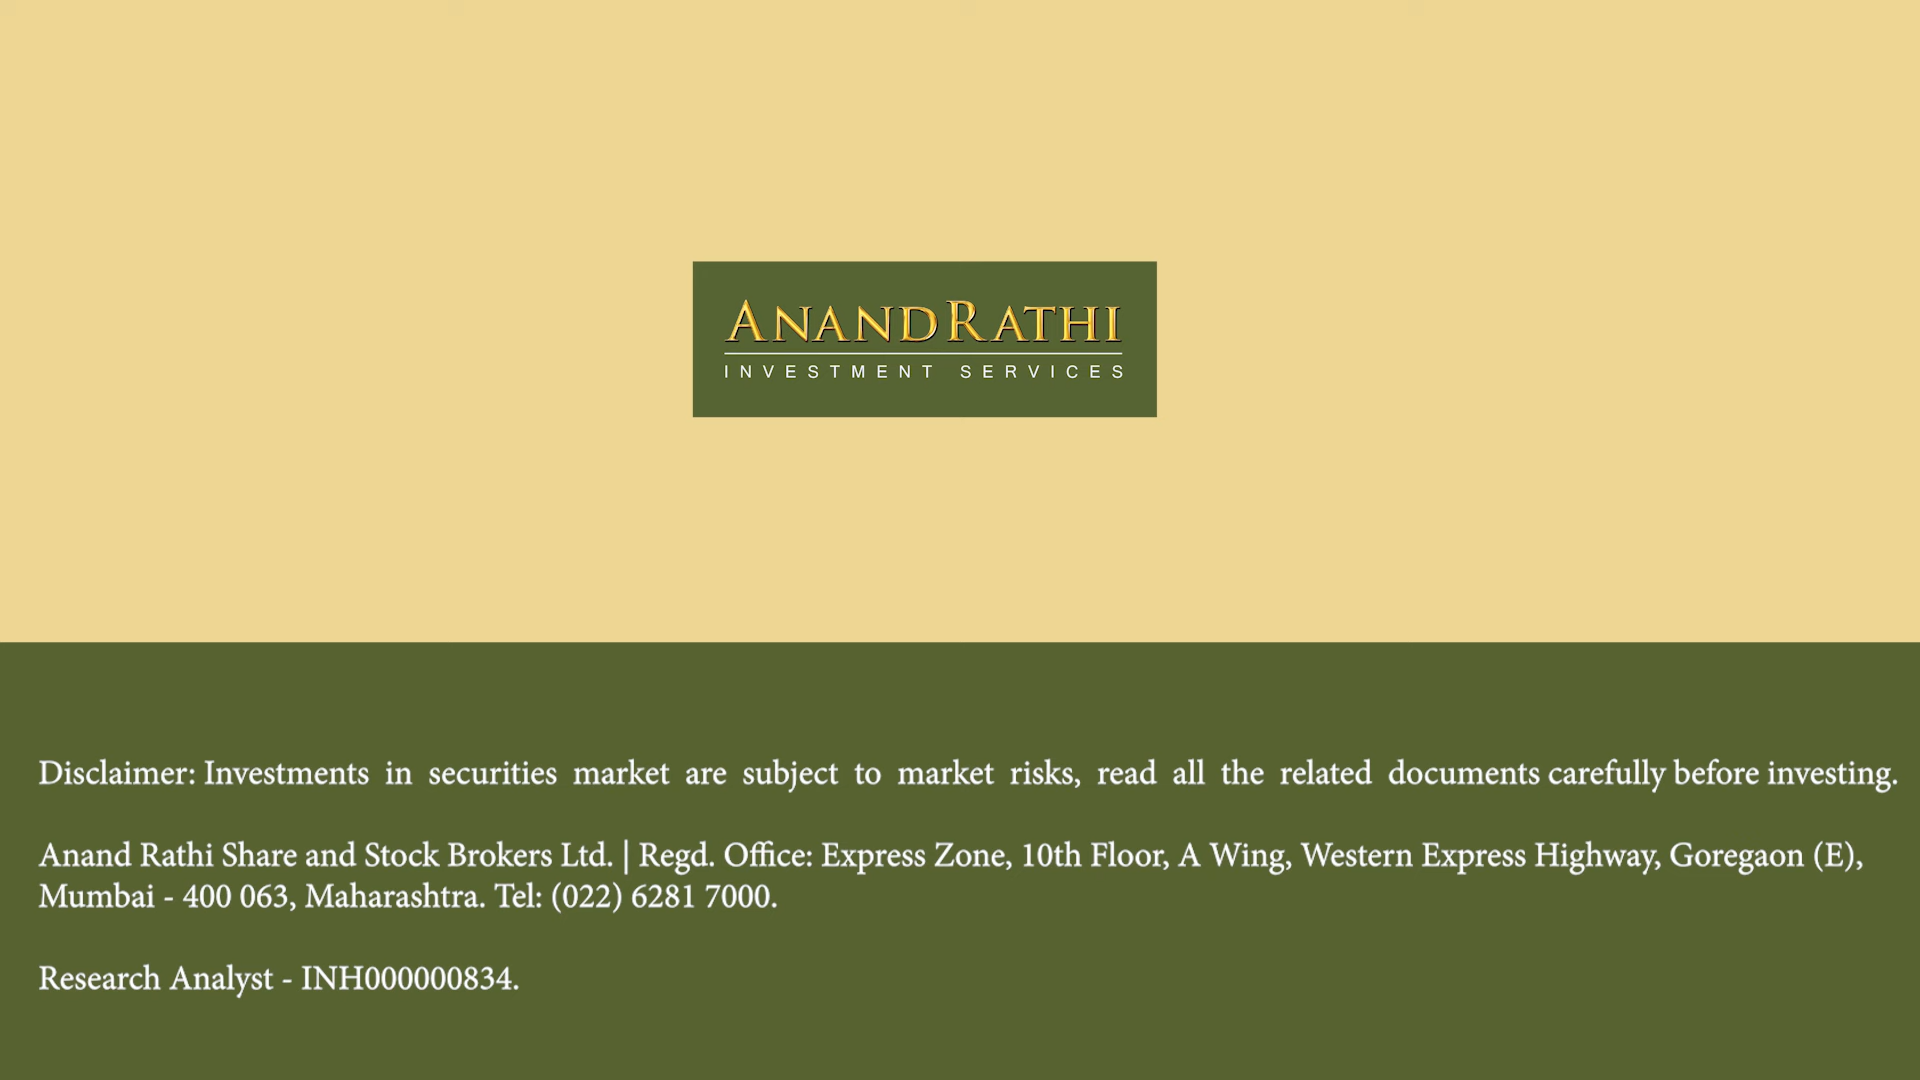 ANANDRATHI
INVESTMENT SERVICES
Disclaimer: Investments in securities market are subject to market risks, read all the related documents carefully before investing.
Anand Rathi Share and Stock Brokers Ltd. | Regd. Office: Express Zone, 10th Floor, A Wing, Western Express Highway, Goregaon (E),
Mumbai - 400 063, Maharashtra. Tel: (022) 6281 7000.
Research Analyst - INH000000834.